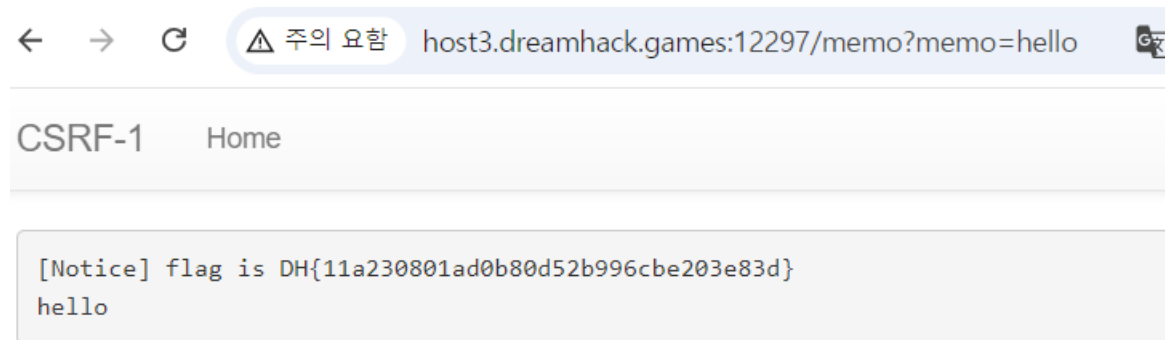 주의 요함 host3.dreamhack.games:12297/memo?memo=hello
CSRF-1 Home
[Notice] flag is DH{11a230801ad0b80d52b996cbe203e83d}
hello